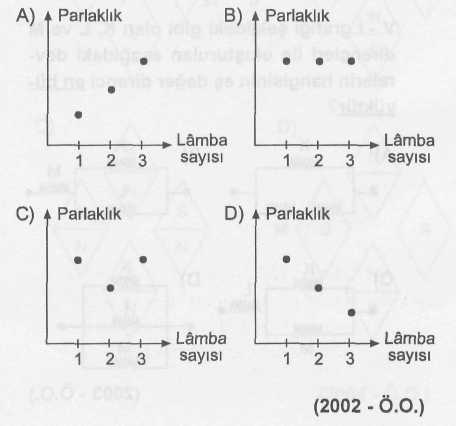 A) Parlaklık
Lâmba
sayısı
1 2 3
B) Parlaklık
Lâmba
sayısı
1 2 3
C) Parlaklık
Lâmba
sayısı
1 2 3
D) Parlaklık
Lâmba
sayısı
1 2 3
(2002 - Ö.O.)